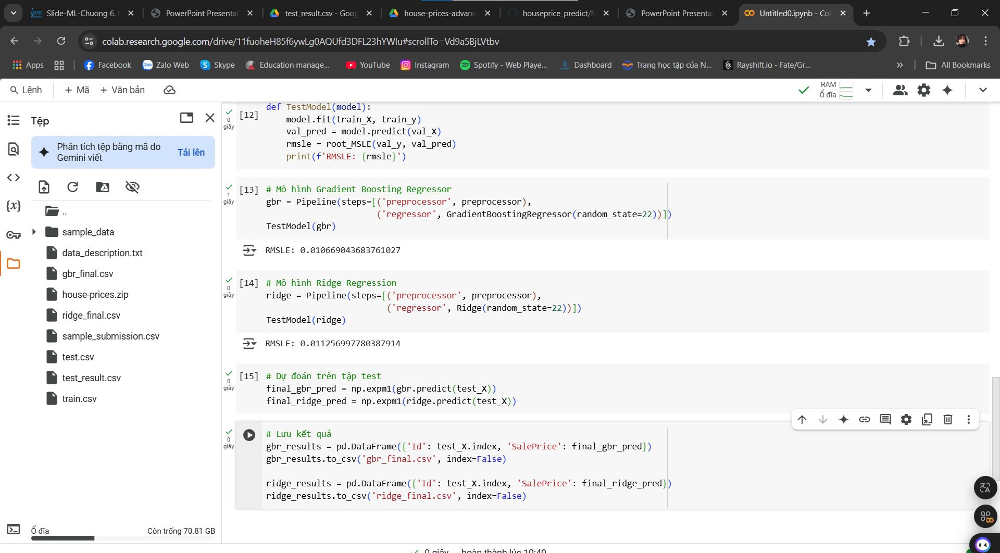 Slide-ML-Chuong 6.
PowerPoint Presenta
test_result.csv - Goog
house-prices-advan
houseprice_predict/
PowerPoint Presenta
Untitled0.ipynb - Co
colab.research.google.com/drive/11fuoheH85f6ywLg0AQUfd3DFL23hYWIu#scrollTo=Vd9a5BjLVtbv
Apps
Facebook
Zalo Web
Skype
Education manage...
YouTube
Instagram
Spotify - Web Playe...
Dashboard
Trang học tập của N...
Rayshift.io - Fate/Gr...
All Bookmarks
Lệnh
+ Mã
+ Văn bản
RAM
Ổ đĩa
Tệp
Phân tích tệp bằng mã do
Gemini viết
Tải lên
..
sample_data
data_description.txt
gbr_final.csv
house-prices.zip
ridge_final.csv
sample_submission.csv
test.csv
test_result.csv
train.csv
Ổ đĩa
Còn trống 70.81 GB
0
giây
[12]
def TestModel(model):
model.fit(train_X, train_y)
val_pred = model.predict(val_X)
rmsle = root_MSLE(val_y, val_pred)
print(f'RMSLE: {rmsle}')
1
giây
[13]
# Mô hình Gradient Boosting Regressor
gbr = Pipeline(steps=[('preprocessor', preprocessor),
('regressor', GradientBoostingRegressor(random_state=22))])
TestModel(gbr)
RMSLE: 0.010669043683761027
0
giây
[14]
# Mô hình Ridge Regression
ridge = Pipeline(steps=[('preprocessor', preprocessor),
('regressor', Ridge(random_state=22))])
TestModel(ridge)
RMSLE: 0.011256997780387914
0
giây
[15]
# Dự đoán trên tập test
final_gbr_pred = np.expm1(gbr.predict(test_X))
final_ridge_pred = np.expm1(ridge.predict(test_X))
0
giây
# Lưu kết quả
gbr_results = pd.DataFrame({'Id': test_X.index, 'SalePrice': final_gbr_pred})
gbr_results.to_csv('gbr_final.csv', index=False)
ridge_results = pd.DataFrame({'Id': test_X.index, 'SalePrice': final_ridge_pred})
ridge_results.to_csv('ridge_final.csv', index=False)
0 giây hoàn thành lúc 10:40